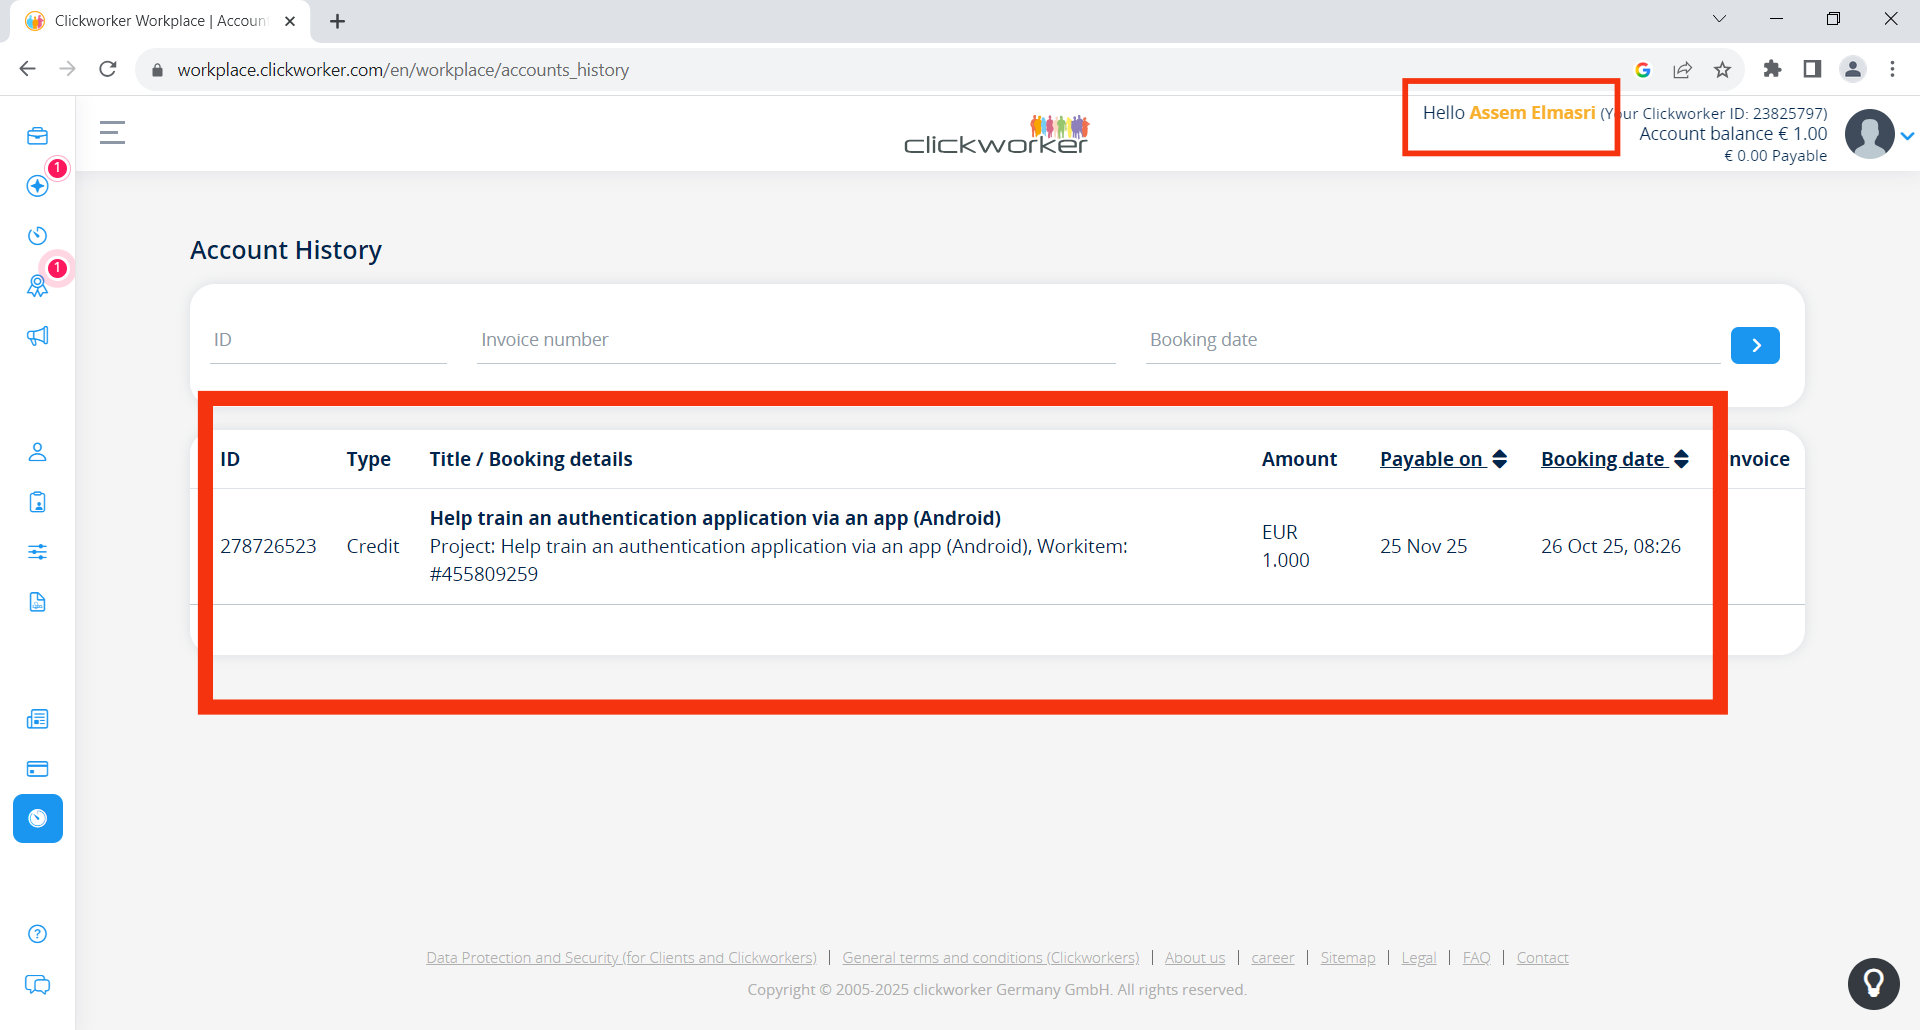 Clickworker Workplace | Accoun
workplace.clickworker.com/en/workplace/accounts_history
Hello Assem Elmasri (Your Clickworker ID: 23825797)
Account balance € 1.00
€ 0.00 Payable
clickworker
1
1
Account History
ID
Invoice number
Booking date
ID Type Title / Booking details Amount Payable on Booking date nvoice
Help train an authentication application via an app (Android)
278726523 Credit Project: Help train an authentication application via an app (Android), Workitem: #455809259 EUR 1.000 25 Nov 25 26 Oct 25, 08:26
Data Protection and Security (for Clients and Clickworkers) | General terms and conditions (Clickworkers) | About us | career | Sitemap | Legal | FAQ | Contact
Copyright © 2005-2025 clickworker Germany GmbH. All rights reserved.